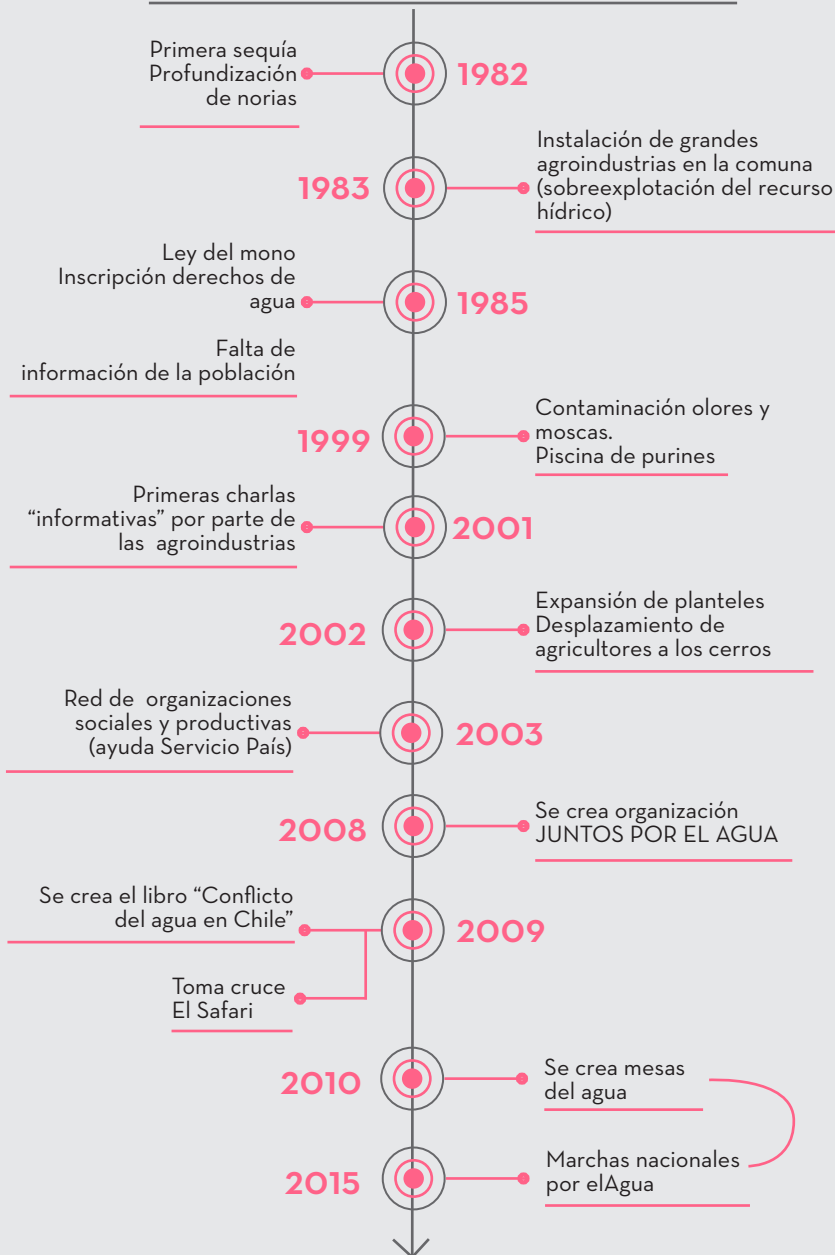 Primera sequía
Profundización
de norias
1982
1983
Instalación de grandes
agroindustrias en la comuna
(sobreexplotación del recurso
hídrico)
Ley del mono
Inscripción derechos de
agua
1985
Falta de
información de la población
1999
Contaminación olores y
moscas.
Piscina de purines
Primeras charlas
“informativas” por parte de
las agroindustrias
2001
2002
Expansión de planteles
Desplazamiento de
agricultores a los cerros
Red de organizaciones
sociales y productivas
(ayuda Servicio País)
2003
2008
Se crea organización
JUNTOS POR EL AGUA
Se crea el libro “Conflicto
del agua en Chile”
2009
Toma cruce
El Safari
2010
Se crea mesas
del agua
2015
Marchas nacionales
por elAgua